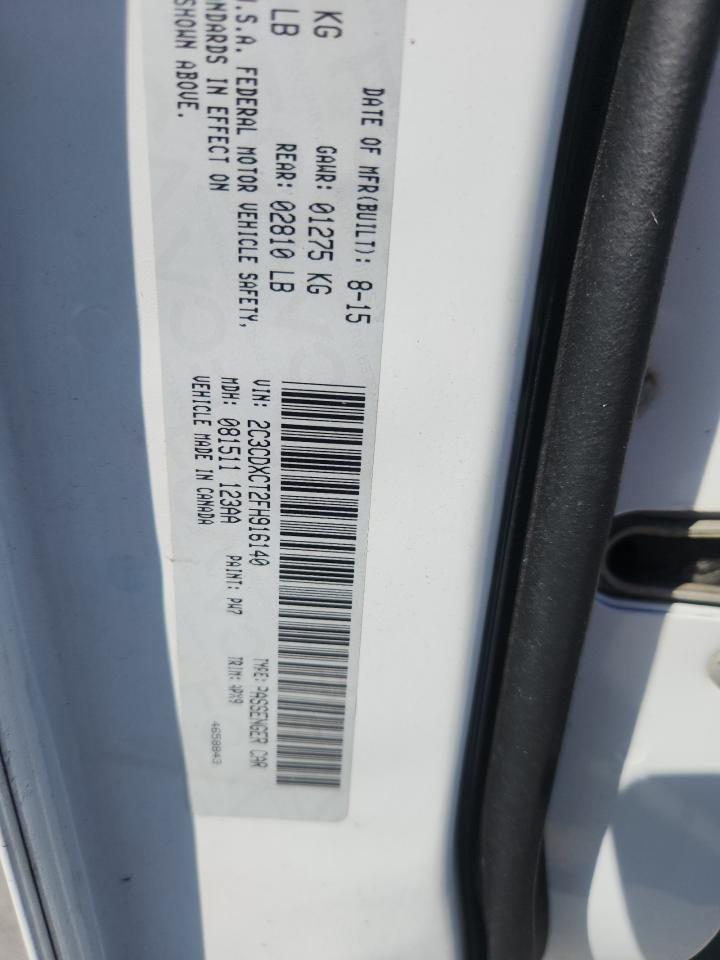 DATE OF MFR(BUILT): 8-15
KG GAWR: 01275 KG
LB REAR: 02810 LB
U.S.A. FEDERAL MOTOR VEHICLE SAFETY,
STANDARDS IN EFFECT ON
SHOWN ABOVE.
VIN: 2C3CDXCT2FH916140 TYPE: PASSENGER CAR
MDH: 081511 123AA PAINT: PW7 TRIM:
VEHICLE MADE IN CANADA 4658843